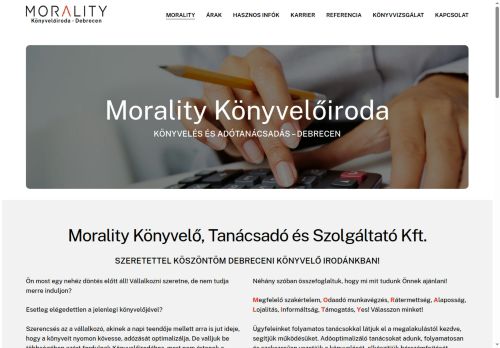 MORALITY
Könyvelőiroda - Debrecen
MORALITY ÁRAK HASZNOS INFÓK KARRIER REFERENCIA KÖNYVVIZSGÁLAT KAPCSOLAT
Morality Könyvelőiroda
KÖNYVELÉS ÉS ADÓTANÁCSADÁS – DEBRECEN
Morality Könyvelő, Tanácsadó és Szolgáltató Kft.
SZERETETTEL KÖSZÖNTÖM DEBRECENI KÖNYVELŐ IRODÁNKBAN!
Ön most egy nehéz döntés előtt áll! Vállalkozni szeretne, de nem tudja
merre induljon?
Esetleg elégedetlen a jelenlegi könyvelőjével?
Szerencsés az a vállalkozó, akinek a napi teendője mellett arra is jut ideje,
hogy a könyveit nyomon kövesse, adózását optimalizálja. De valljuk be
Néhány szóban összefoglaltuk, hogy mi mit tudunk Önnek ajánlani!
Megfelelő szakértelem, Odaadó munkavégzés, Rátermettség, Alaposság,
Lojalitás, Informáltság, Támogatás, Yes! Válasszon minket!
Ügyfeleinket folyamatos tanácsokkal látjuk el a megalakulástól kezdve,
segítjük működésüket. Adóoptimalizáló tanácsokat adunk, folyamatosan